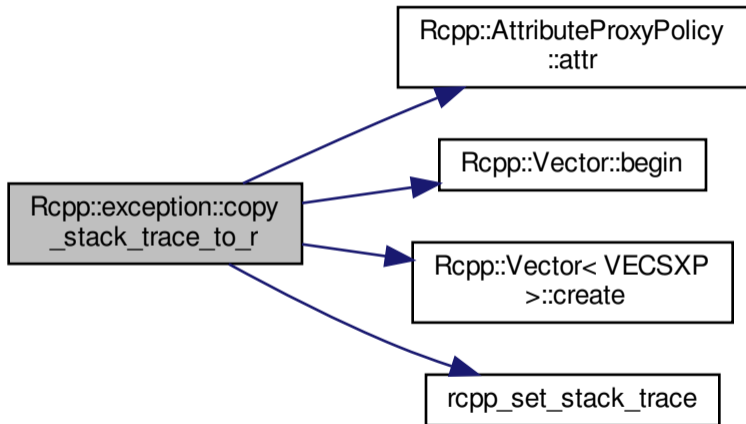 Rcpp::AttributeProxyPolicy
::attr
Rcpp::Vector::begin
Rcpp::exception::copy
_stack_trace_to_r
Rcpp::Vector< VECSXP
>::create
rcpp_set_stack_trace